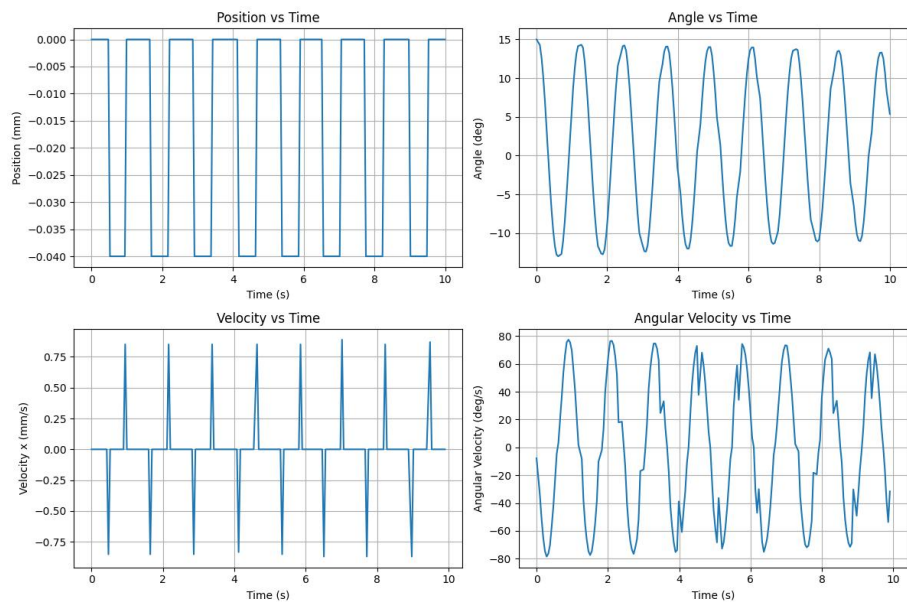 Position vs Time
Position (mm)
0.000
−0.005
−0.010
−0.015
−0.020
−0.025
−0.030
−0.035
−0.040
0 2 4 6 8 10
Time (s)
Angle vs Time
Angle (deg)
15
10
5
0
−5
−10
0 2 4 6 8 10
Time (s)
Velocity vs Time
Velocity x (mm/s)
0.75
0.50
0.25
0.00
−0.25
−0.50
−0.75
0 2 4 6 8 10
Time (s)
Angular Velocity vs Time
Angular Velocity (deg/s)
80
60
40
20
0
−20
−40
−60
−80
0 2 4 6 8 10
Time (s)